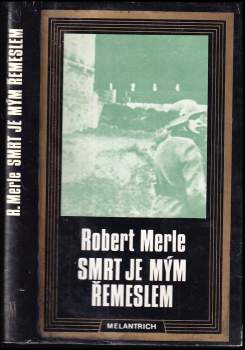 R. Merle SMRT JE MÝM ŘEMESLEM
Robert Merle
SMRT JE MÝM
ŘEMESLEM
MELANTRICH